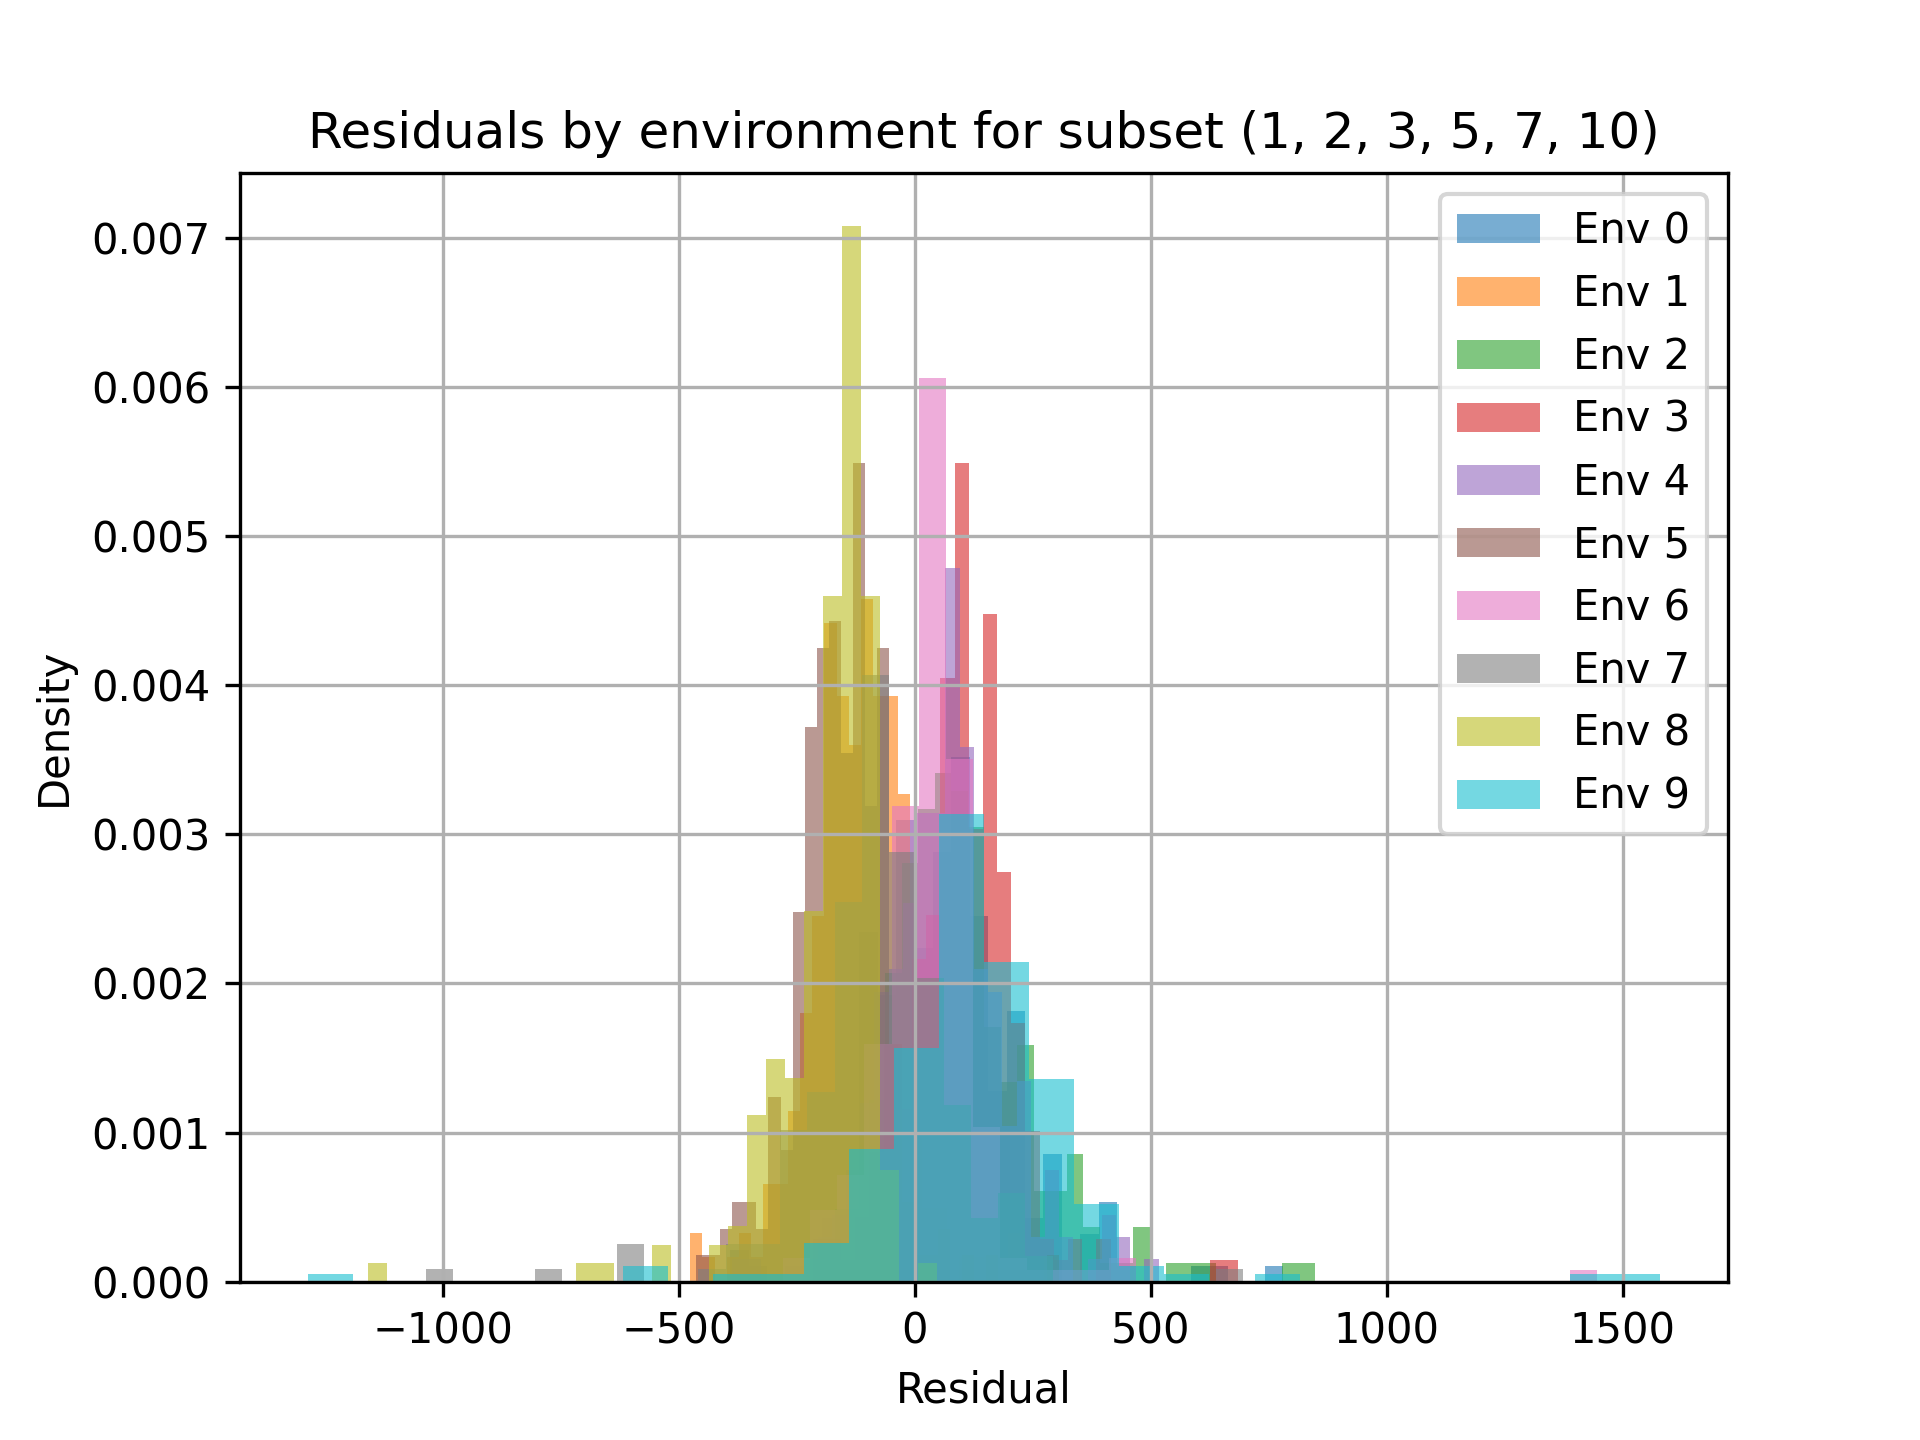 Residuals by environment for subset (1, 2, 3, 5, 7, 10)
0.007
0.006
0.005
0.004
0.003
0.002
0.001
0.000
Density
−1000
−500
0
500
1000
1500
Residual
Env 0
Env 1
Env 2
Env 3
Env 4
Env 5
Env 6
Env 7
Env 8
Env 9